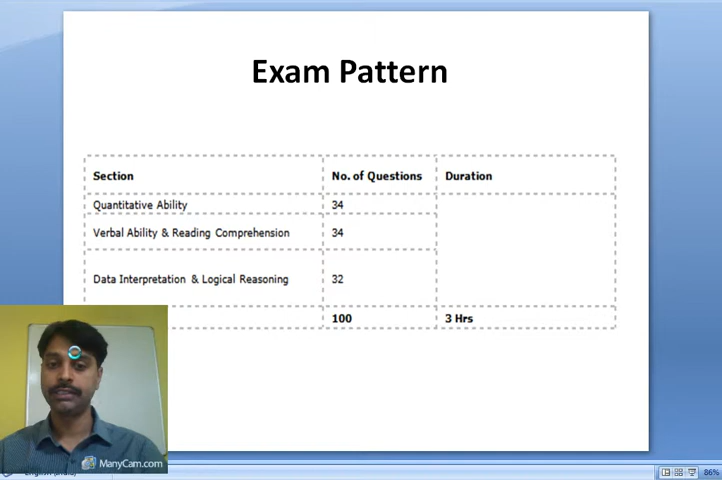 Exam Pattern
Section No. of Questions Duration
Quantitative Ability 34
Verbal Ability & Reading Comprehension 34
Data Interpretation & Logical Reasoning 32
100 3 Hrs
ManyCam.com
86%